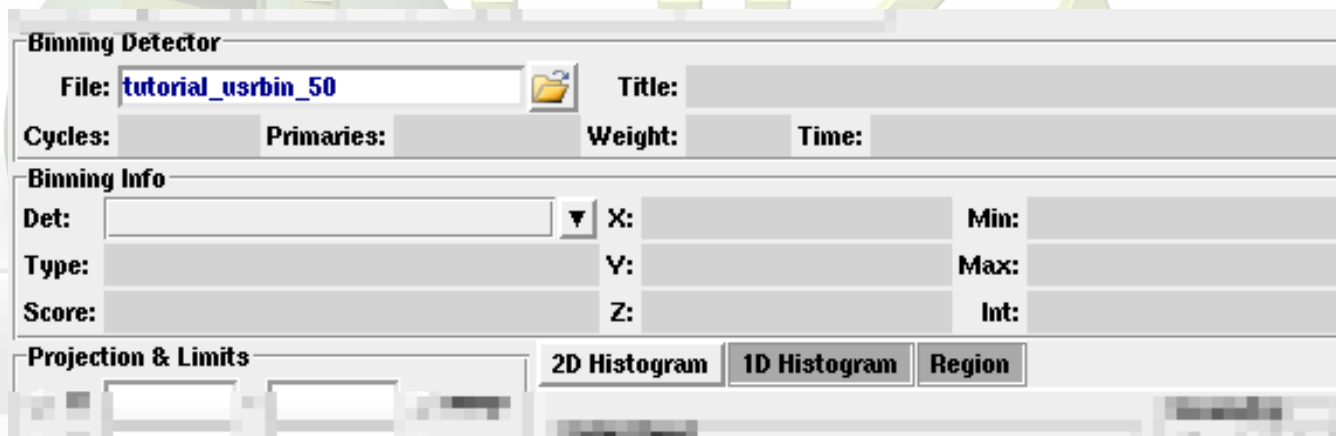 Binning Detector
File: tutorial_usrbin_50 Title:
Cycles: Primaries: Weight: Time:
Binning Info
Det: X: Min:
Type: Y: Max:
Score: Z: Int:
Projection & Limits 2D Histogram 1D Histogram Region